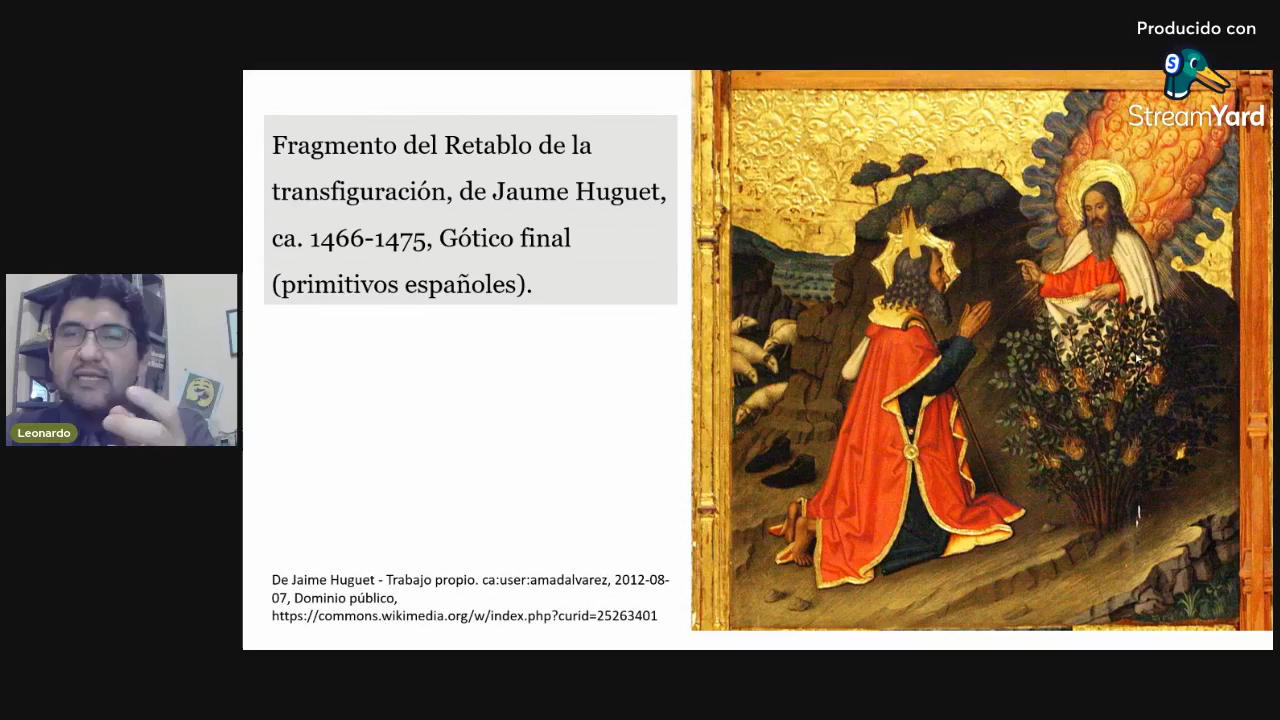 Producido con
StreamYard
Fragmento del Retablo de la
transfiguración, de Jaume Huguet,
ca. 1466-1475, Gótico final
(primitivos españoles).
Leonardo
De Jaime Huguet - Trabajo propio. ca:user:amadalvarez, 2012-08-
07, Dominio público,
https://commons.wikimedia.org/w/index.php?curid=25263401